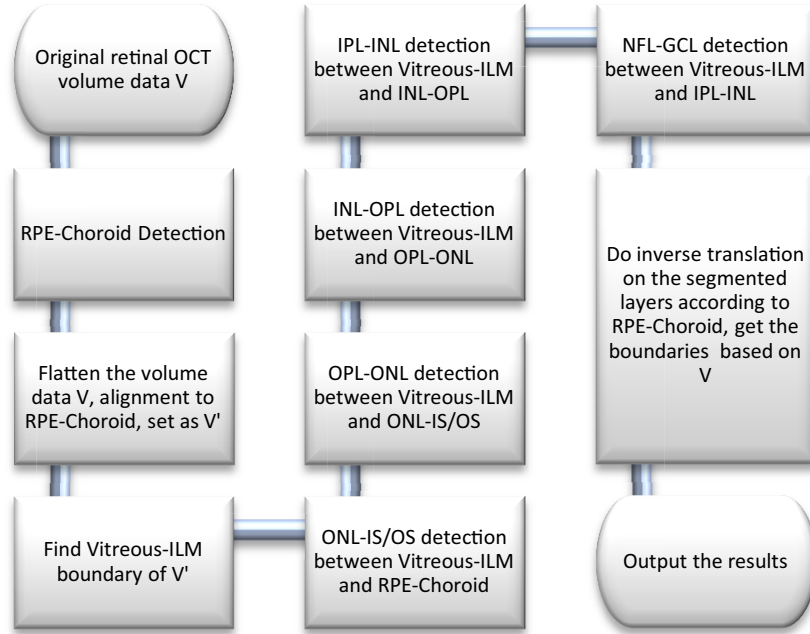 Original retinal OCT
volume data V
RPE-Choroid Detection
Flatten the volume
data V, alignment to
RPE-Choroid, set as V'
Find Vitreous-ILM
boundary of V'
ONL-IS/OS detection
between Vitreous-ILM
and RPE-Choroid
OPL-ONL detection
between Vitreous-ILM
and ONL-IS/OS
INL-OPL detection
between Vitreous-ILM
and OPL-ONL
IPL-INL detection
between Vitreous-ILM
and INL-OPL
NFL-GCL detection
between Vitreous-ILM
and IPL-INL
Do inverse translation
on the segmented
layers according to
RPE-Choroid, get the
boundaries based on
V
Output the results